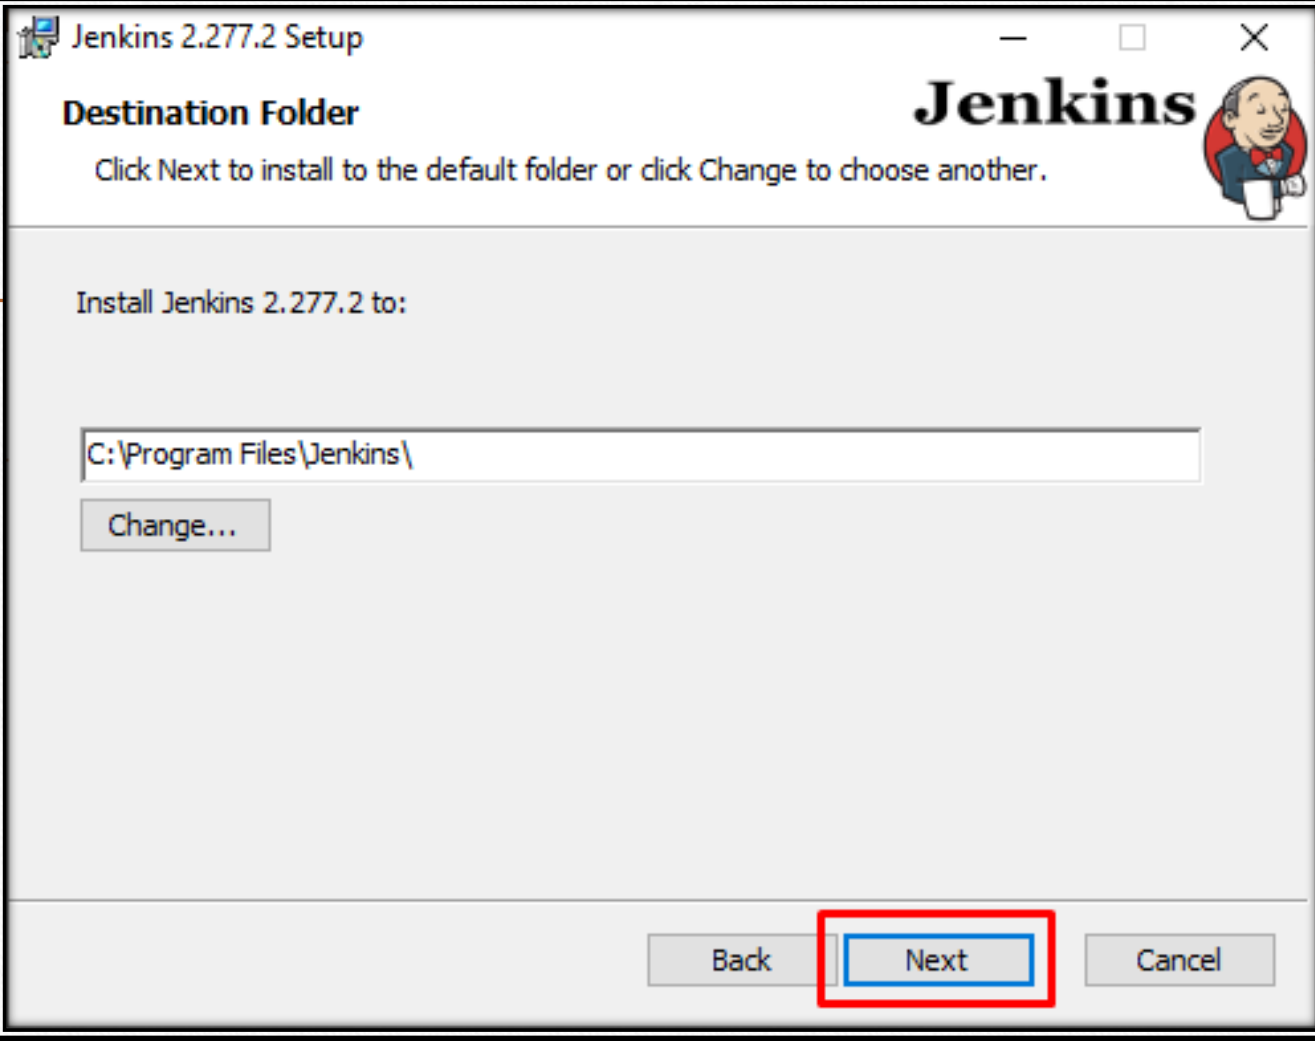 Jenkins 2.277.2 Setup
Jenkins
Destination Folder
Click Next to install to the default folder or click Change to choose another.
Install Jenkins 2.277.2 to:
C:\Program Files\Jenkins\
Change...
Back
Next
Cancel